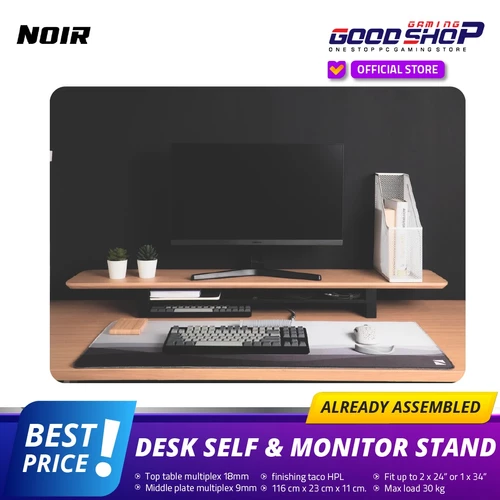 NOIR
GAMING
GOODSHOP
ONE STOP PC GAMING STORE
OFFICIAL STORE
ALREADY ASSEMBLED
BEST
PRICE!
DESK SELF & MONITOR STAND
Top table multiplex 18mm
finishing taco HPL
Fit up to 2 x 24" or 1 x 34"
Middle plate multiplex 9mm
116 cm x 23 cm x 11 cm.
Max load 30 kg